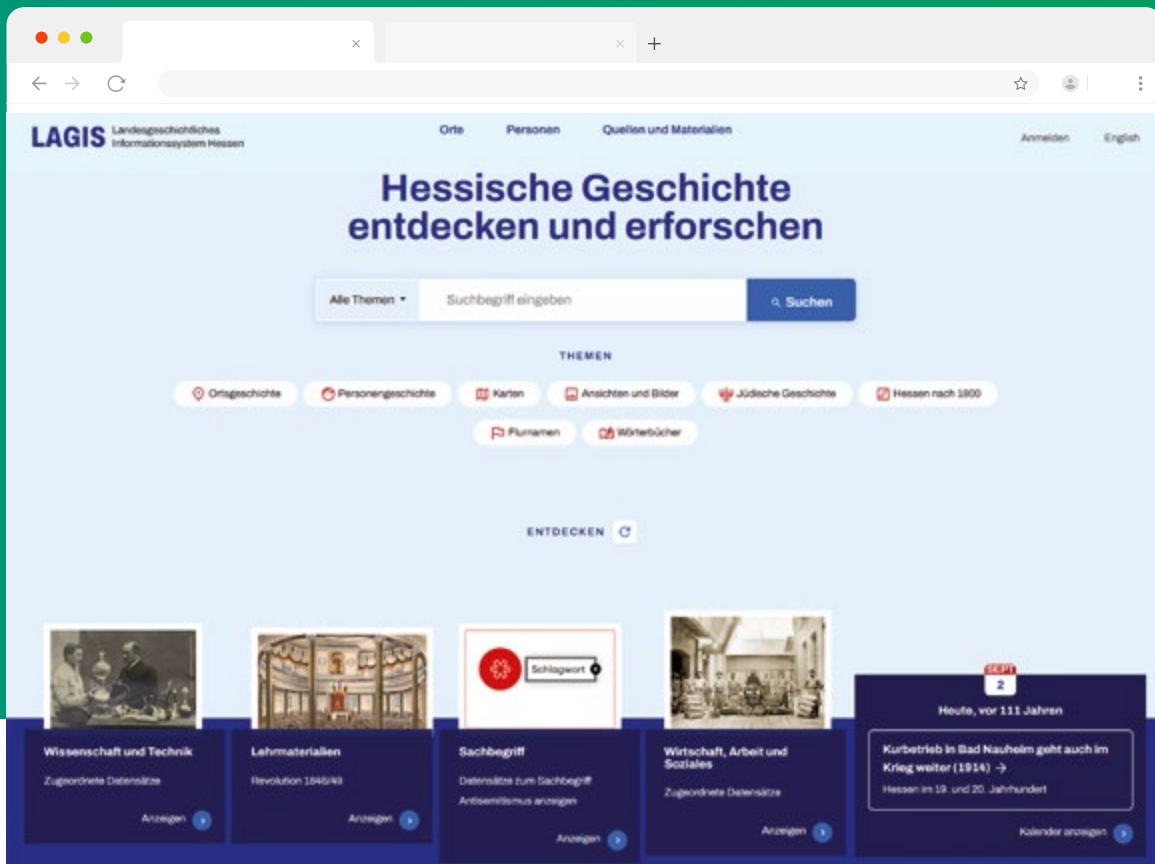 LAGIS Landesgeschichtliches
Informationssystem Hessen
Orte Personen Quellen und Materialien
Anmelden English
Hessische Geschichte
entdecken und erforschen
Alle Themen Suchbegriff eingeben Suchen
THEMEN
Ortsgeschichte Personengeschichte Karten Ansichten und Bilder Jüdische Geschichte Hessen nach 1900
Flurnamen Wörterbücher
ENTDECKEN
Wissenschaft und Technik
Zugeordnete Datensätze
Anzeigen
Lehrmaterialien
Revolution 1848/49
Anzeigen
Schlagwort
Sachbegriff
Datensätze zum Sachbegriff
Antisemitismus anzeigen
Anzeigen
Wirtschaft, Arbeit und
Soziales
Zugeordnete Datensätze
Anzeigen
SEPT
2
Heute, vor 111 Jahren
Kurbetrieb in Bad Nauheim geht auch im
Krieg weiter (1914) →
Hessen im 19. und 20. Jahrhundert
Kalender anzeigen